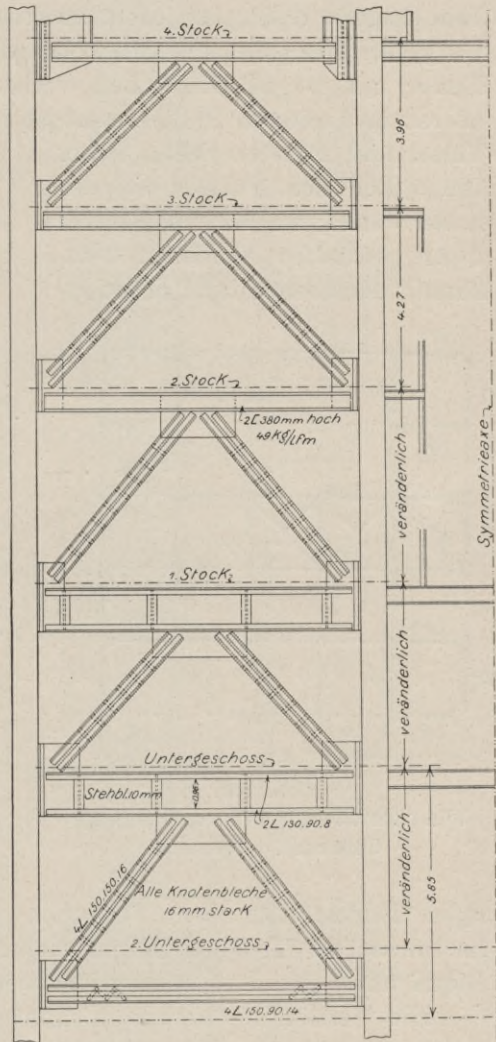 4. Stock
3.96
3. Stock
4.27
2. Stock
2[380mm hoch
49Kg/Lfm
Symmetrieaxe
veränderlich
1. Stock
veränderlich
Untergeschoss
Stehbl.10mm
2L 130.90.8
veränderlich
5.65
4L 150.150.16
Alle Knotenbleche
16mm stark
2. Untergeschoss
4L 150.90.14